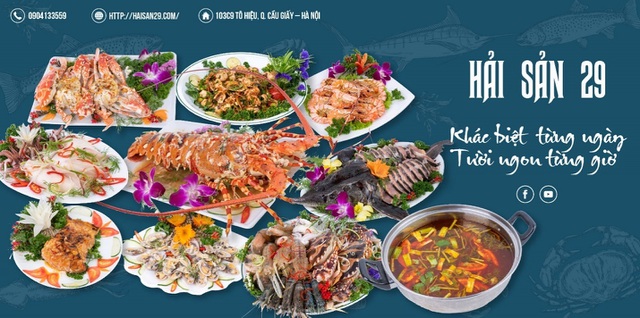 0904133559 HTTP://HAISAN29.COM/ 103C9 TÔ HIỆU, Q. CẦU GIẤY – HÀ NỘI
HẢI SẢN 29
Khác biệt từng ngày
Tươi ngon từng giờ